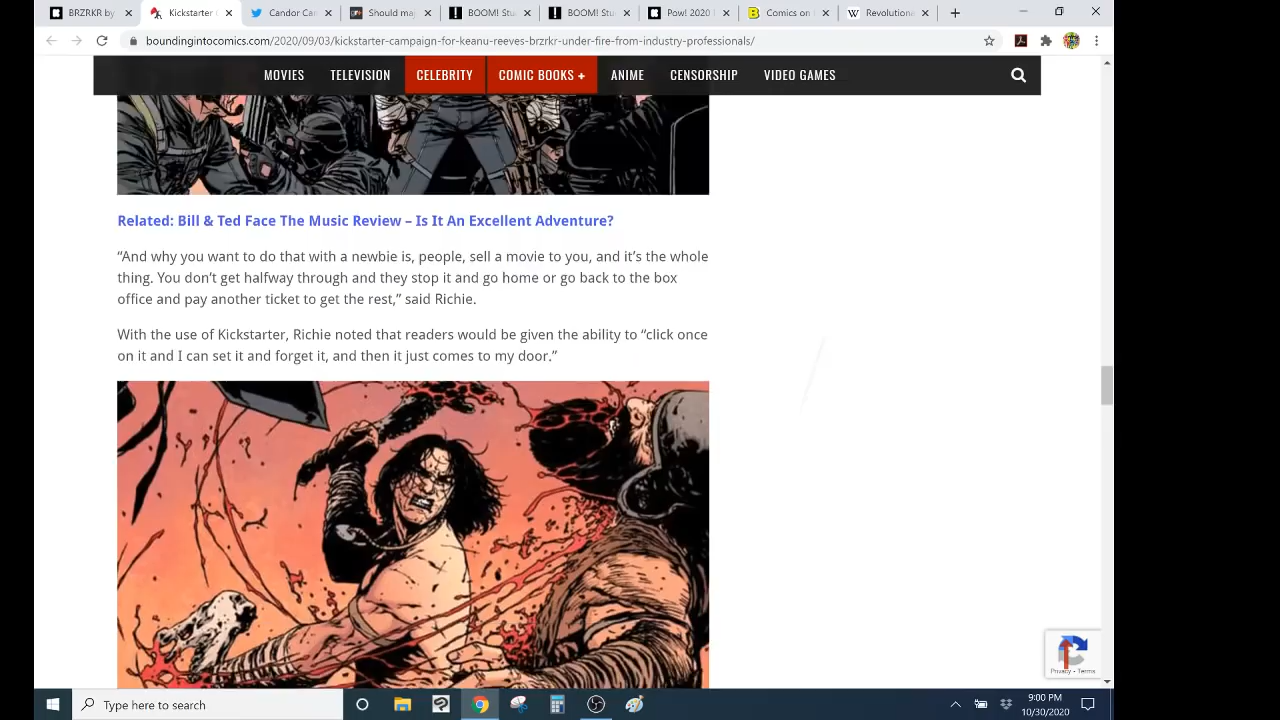 BRZRKR by
Kickstarter
Candor Car
Should ma
BOOM! Stu
BOOM! Stu
Pow! 2020
Comics on
Revolutiona
boundingintocomics.com/2020/09/03/kickstarter-campaign-for-keanu-reeves-brzrkr-under-fire-from-industry-professionals/
MOVIES TELEVISION CELEBRITY COMIC BOOKS + ANIME CENSORSHIP VIDEO GAMES
Related: Bill & Ted Face The Music Review – Is It An Excellent Adventure?
“And why you want to do that with a newbie is, people, sell a movie to you, and it’s the whole
thing. You don’t get halfway through and they stop it and go home or go back to the box
office and pay another ticket to get the rest,” said Richie.
With the use of Kickstarter, Richie noted that readers would be given the ability to “click once
on it and I can set it and forget it, and then it just comes to my door.”
Privacy - Terms
Type here to search
9:00 PM
10/30/2020